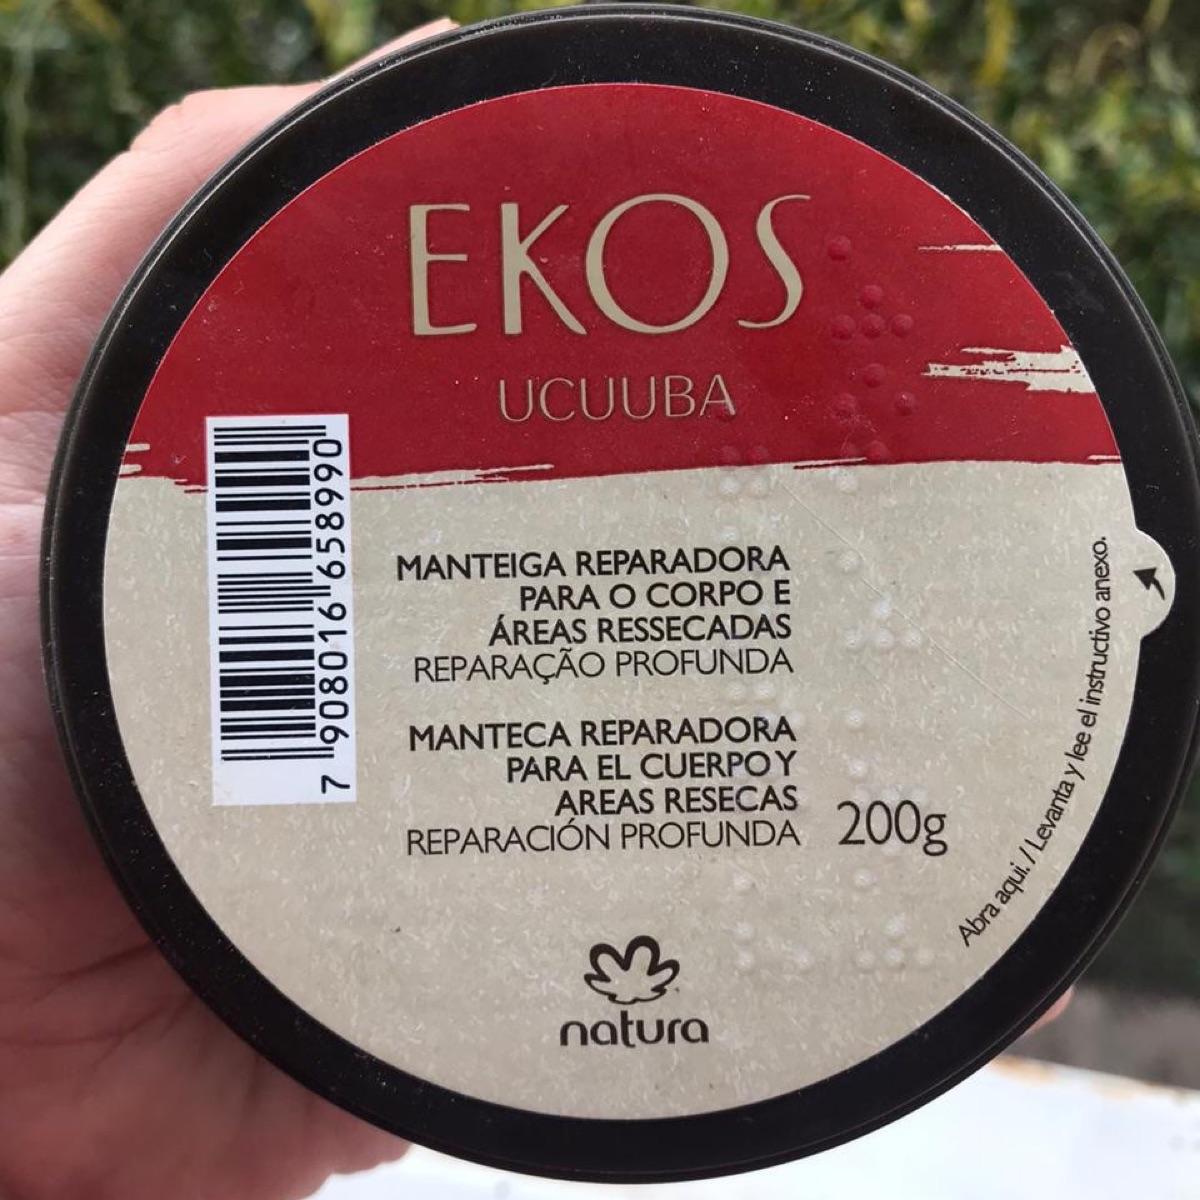 EKOS
UCUUBA
7 908016 658990
MANTEIGA REPARADORA
PARA O CORPO E
ÁREAS RESSECADAS
REPARAÇÃO PROFUNDA
MANTECA REPARADORA
PARA EL CUERPO Y
AREAS RESECAS
REPARACIÓN PROFUNDA
200g
Abra aqui. / Levanta y lee el instructivo anexo.
natura